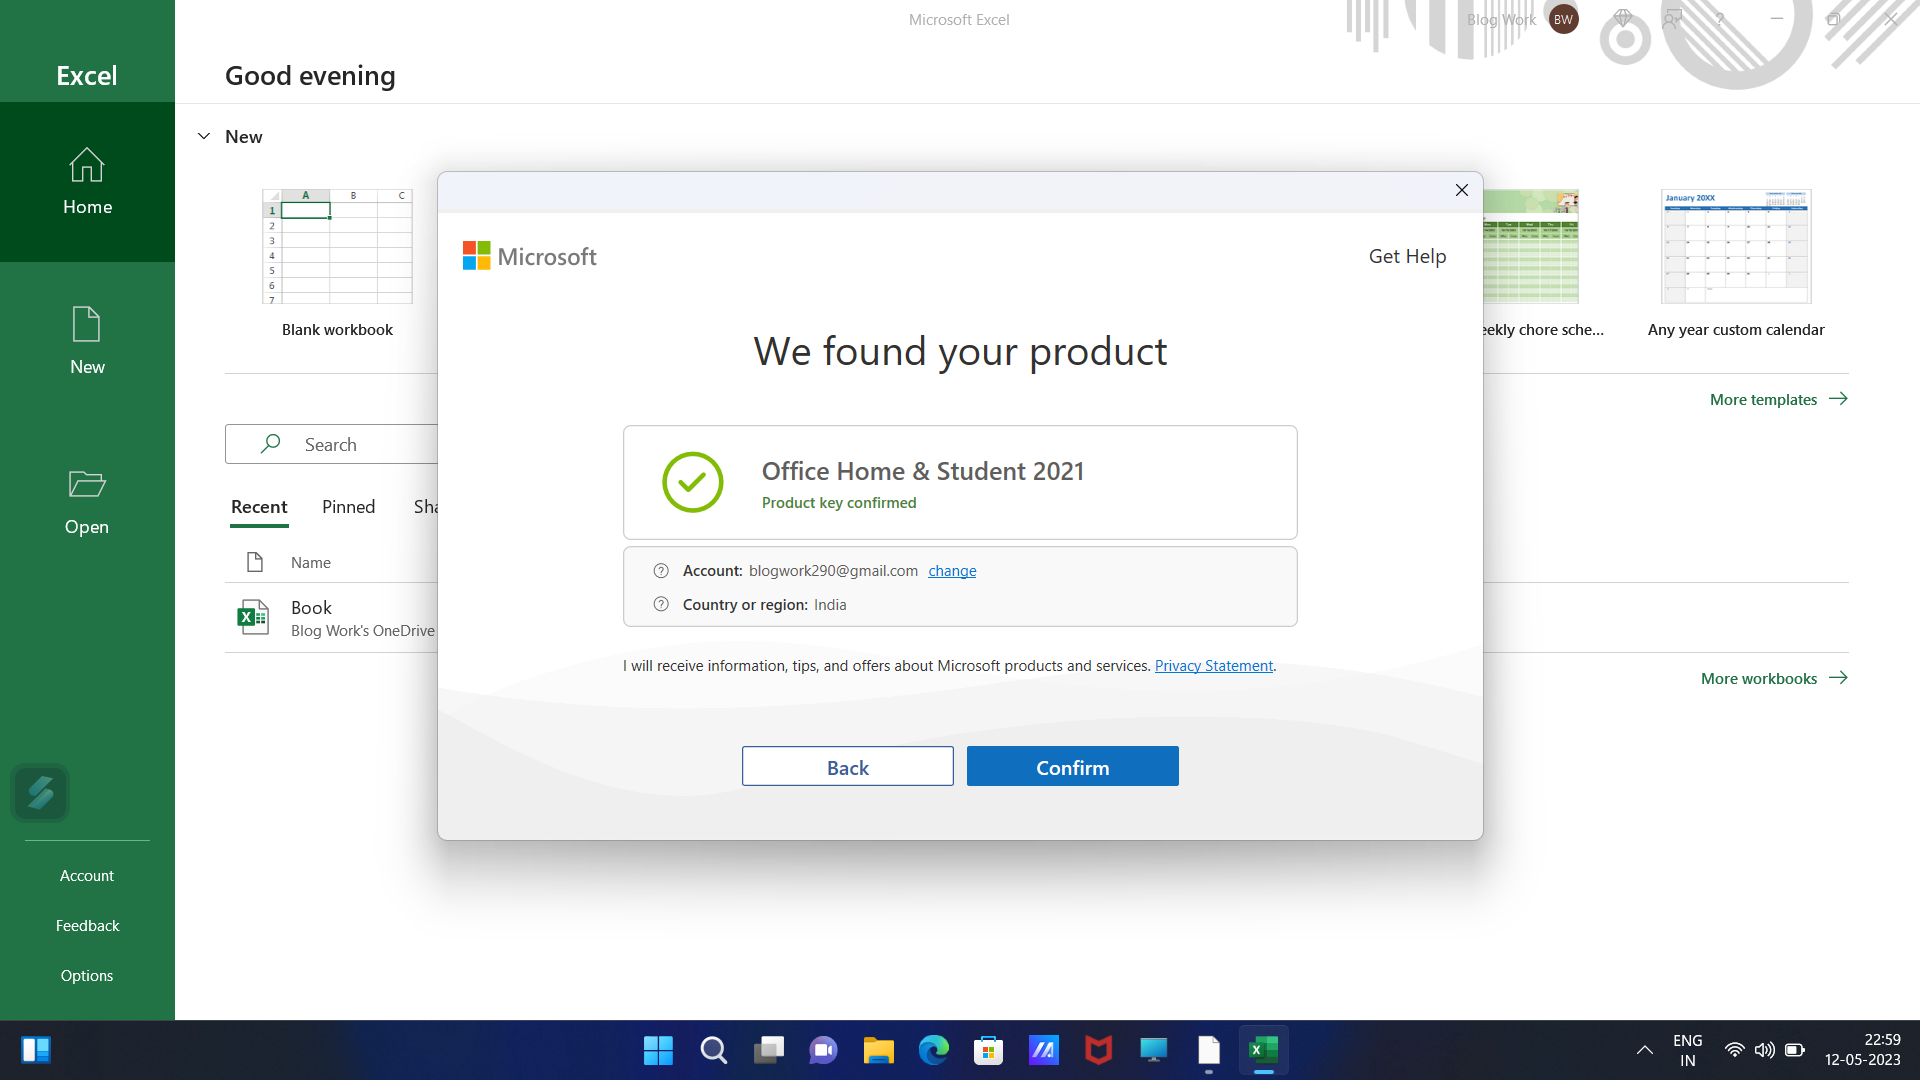 Microsoft Excel
Blog Work BW
Excel
Good evening
Home
New
Open
Account
Feedback
Options
New
A B C
1
2
3
4
5
6
7
Blank workbook
eekly chore sche...
January 20XX
Any year custom calendar
More templates
Search
Recent Pinned Sha
Name
Book
Blog Work's OneDrive
More workbooks
Microsoft
Get Help
We found your product
Office Home & Student 2021
Product key confirmed
Account: blogwork290@gmail.com change
Country or region: India
I will receive information, tips, and offers about Microsoft products and services. Privacy Statement.
Back Confirm
ENG
IN
22:59
12-05-2023